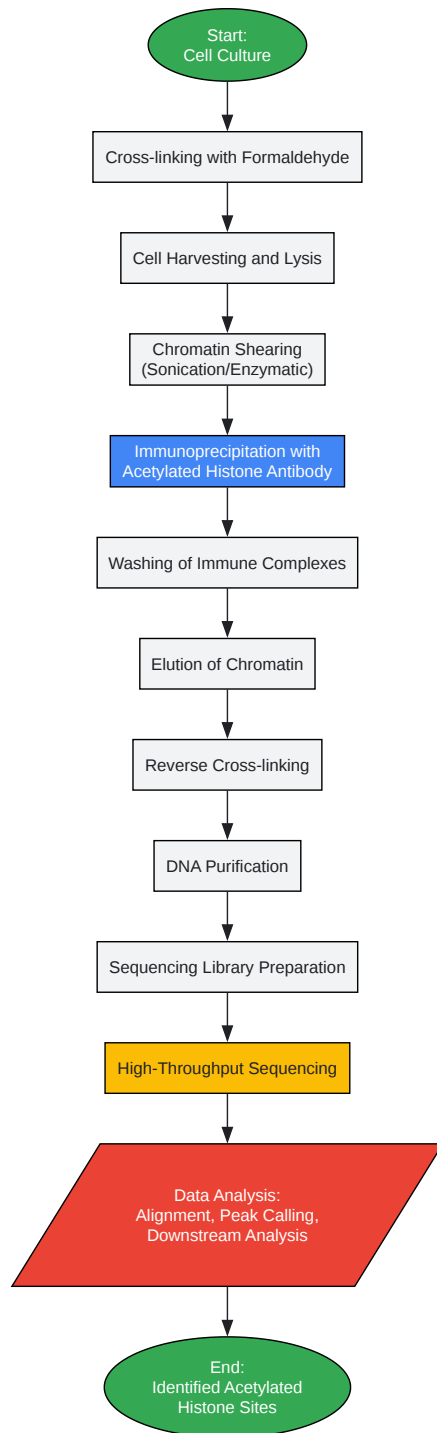 Start:
Cell Culture
Cross-linking with Formaldehyde
Cell Harvesting and Lysis
Chromatin Shearing
(Sonication/Enzymatic)
Immunoprecipitation with
Acetylated Histone Antibody
Washing of Immune Complexes
Elution of Chromatin
Reverse Cross-linking
DNA Purification
Sequencing Library Preparation
High-Throughput Sequencing
Data Analysis:
Alignment, Peak Calling,
Downstream Analysis
End:
Identified Acetylated
Histone Sites